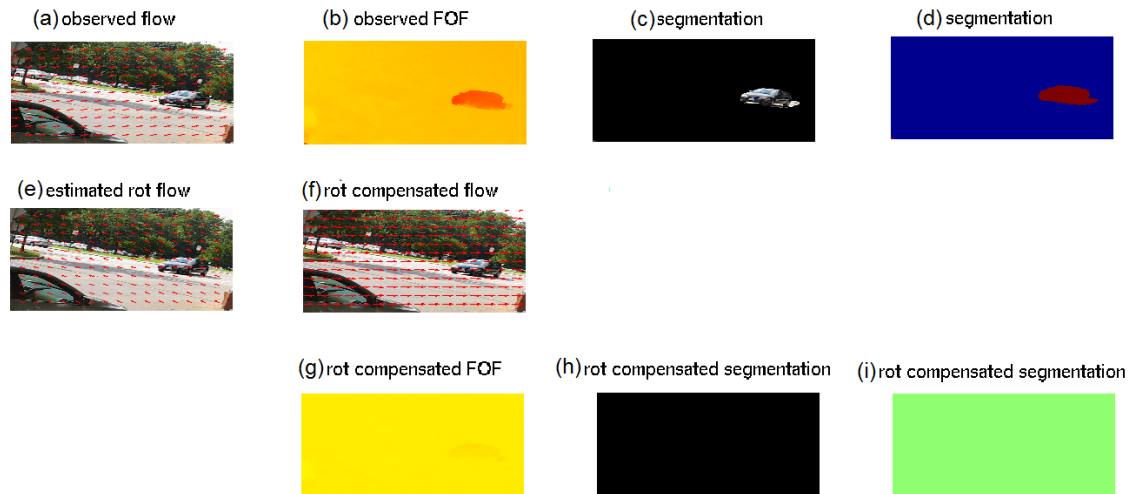 (a) observed flow
(b) observed FOF
(c) segmentation
(d) segmentation
(e) estimated rot flow
(f) rot compensated flow
(g) rot compensated FOF
(h) rot compensated segmentation
(i) rot compensated segmentation